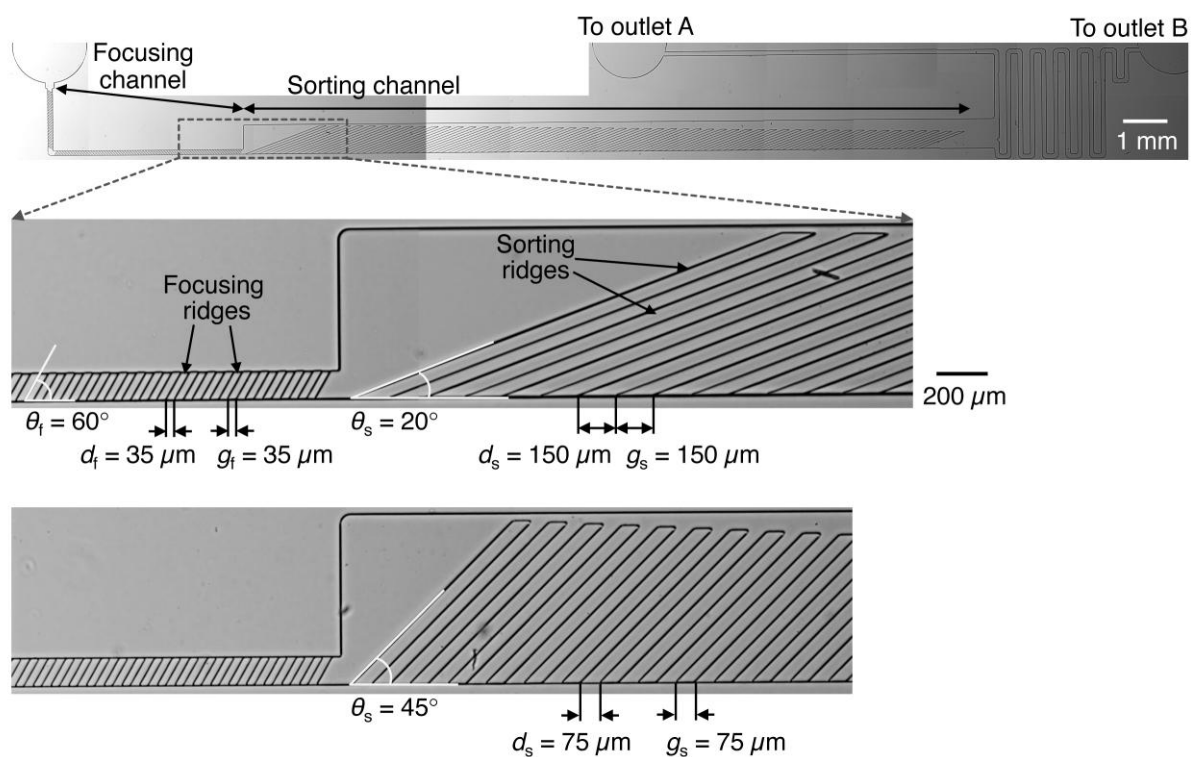 To outlet A
To outlet B
Focusing
channel
Sorting channel
1 mm
Sorting
ridges
Focusing
ridges
200 µm
θf = 60°
θs = 20°
df = 35 µm
gf = 35 µm
ds = 150 µm
gs = 150 µm
θs = 45°
ds = 75 µm
gs = 75 µm